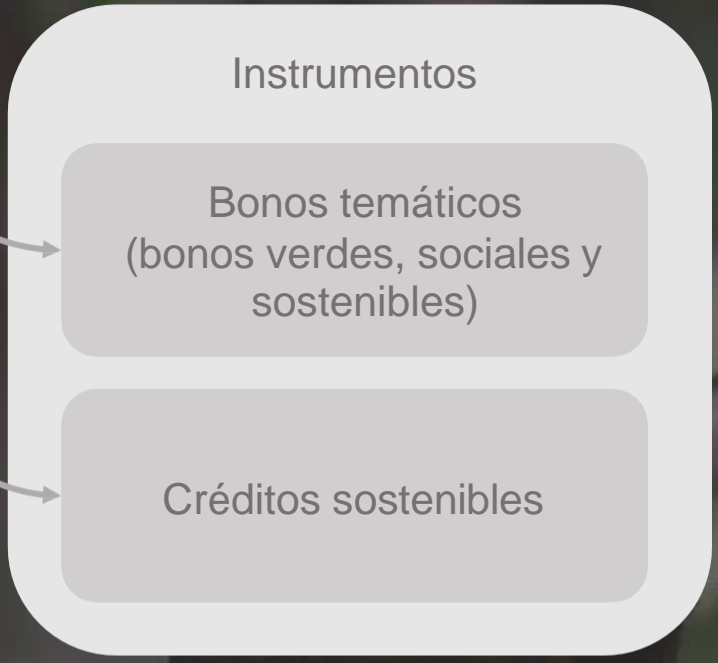 Instrumentos
Bonos temáticos
(bonos verdes, sociales y
sostenibles)
Créditos sostenibles